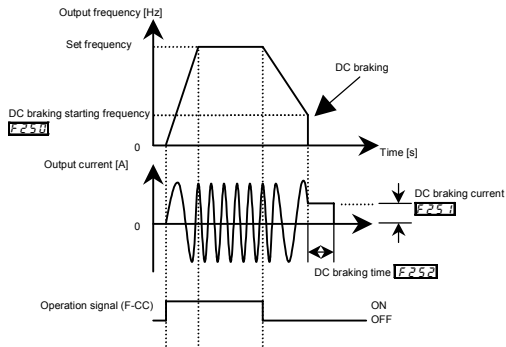 Output frequency [Hz]
Set frequency
DC braking
DC braking starting frequency
F250
0
Time [s]
Output current [A]
DC braking current
F251
0
DC braking time F252
Operation signal (F-CC)
ON
OFF